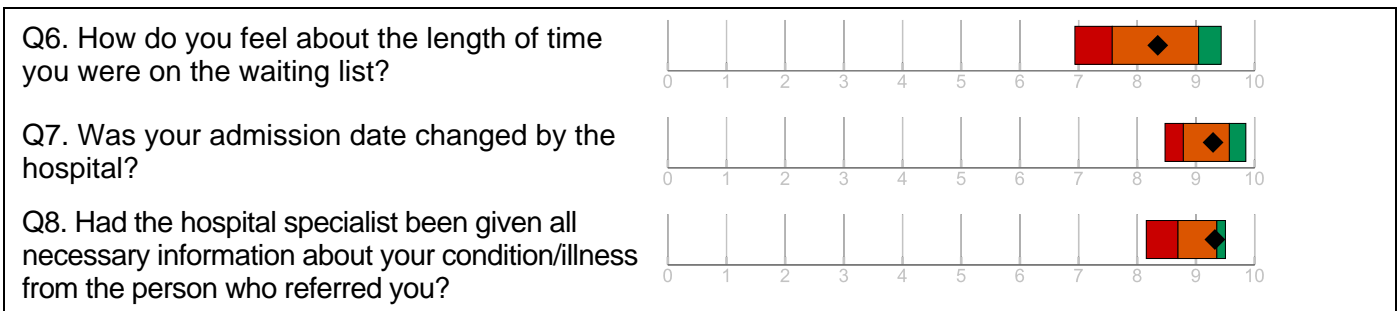 Q6. How do you feel about the length of time
you were on the waiting list?
0 1 2 3 4 5 6 7 8 9 10
Q7. Was your admission date changed by the
hospital?
0 1 2 3 4 5 6 7 8 9 10
Q8. Had the hospital specialist been given all
necessary information about your condition/illness
from the person who referred you?
0 1 2 3 4 5 6 7 8 9 10